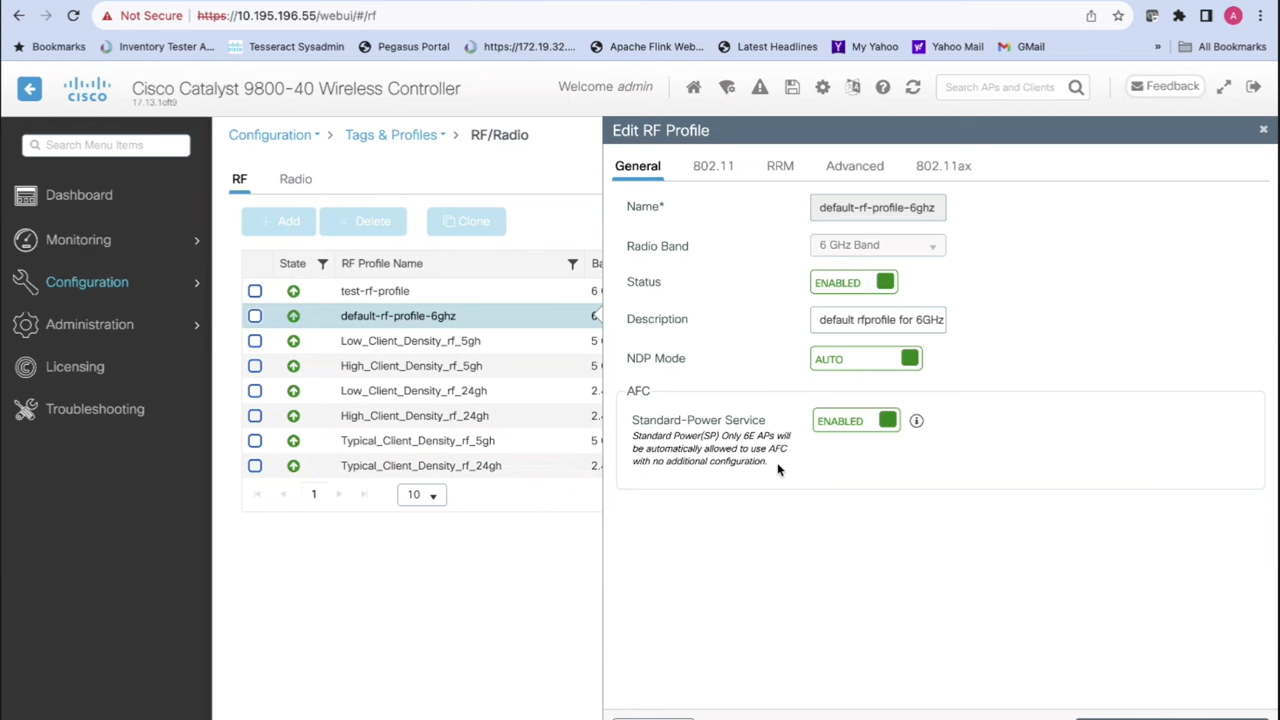 Not Secure https://10.195.196.55/webui/#/rf
A
Bookmarks Inventory Tester A... Tesseract Sysadmin Pegasus Portal https://172.19.32.... Apache Flink Web... Latest Headlines My Yahoo Yahoo Mail GMail » All Bookmarks
CISCO Cisco Catalyst 9800-40 Wireless Controller
17.13.1oft9
Welcome admin
Search APs and Clients
Feedback
Search Menu Items
Dashboard
Monitoring
Configuration
Administration
Licensing
Troubleshooting
Configuration > Tags & Profiles > RF/Radio
RF Radio
+ Add × Delete Clone
State RF Profile Name Ba
test-rf-profile 6
default-rf-profile-6ghz 6
Low_Client_Density_rf_5gh 5
High_Client_Density_rf_5gh 5
Low_Client_Density_rf_24gh 2.
High_Client_Density_rf_24gh 2.
Typical_Client_Density_rf_5gh 5
Typical_Client_Density_rf_24gh 2.
1 10
Edit RF Profile
General 802.11 RRM Advanced 802.11ax
Name* default-rf-profile-6ghz
Radio Band 6 GHz Band
Status ENABLED
Description default rfprofile for 6GHz
NDP Mode AUTO
AFC
Standard-Power Service ENABLED
Standard Power(SP) Only 6E APs will
be automatically allowed to use AFC
with no additional configuration.